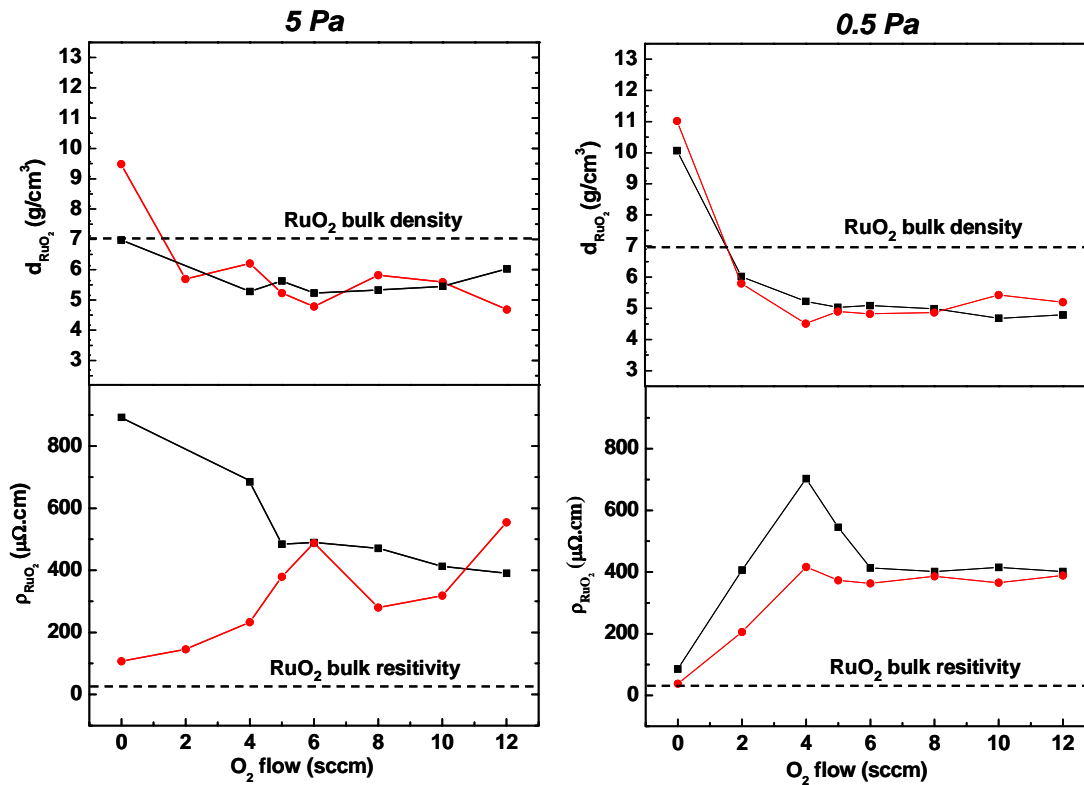 5 Pa
13
12
11
10
9
8
7
6
5
4
3
d_RuO₂ (g/cm³)
RuO₂ bulk density
800
600
400
200
0
ρ_RuO₂ (μΩ.cm)
RuO₂ bulk resitivity
0 2 4 6 8 10 12
O₂ flow (sccm)
0.5 Pa
13
12
11
10
9
8
7
6
5
4
3
d_RuO₂ (g/cm³)
RuO₂ bulk density
800
600
400
200
0
ρ_RuO₂ (μΩ.cm)
RuO₂ bulk resitivity
0 2 4 6 8 10 12
O₂ flow (sccm)